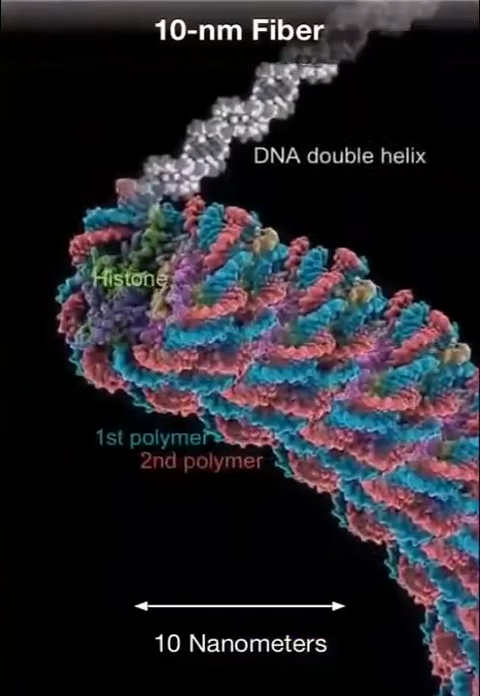 10-nm Fiber
DNA double helix
Histone
1st polymer
2nd polymer
10 Nanometers